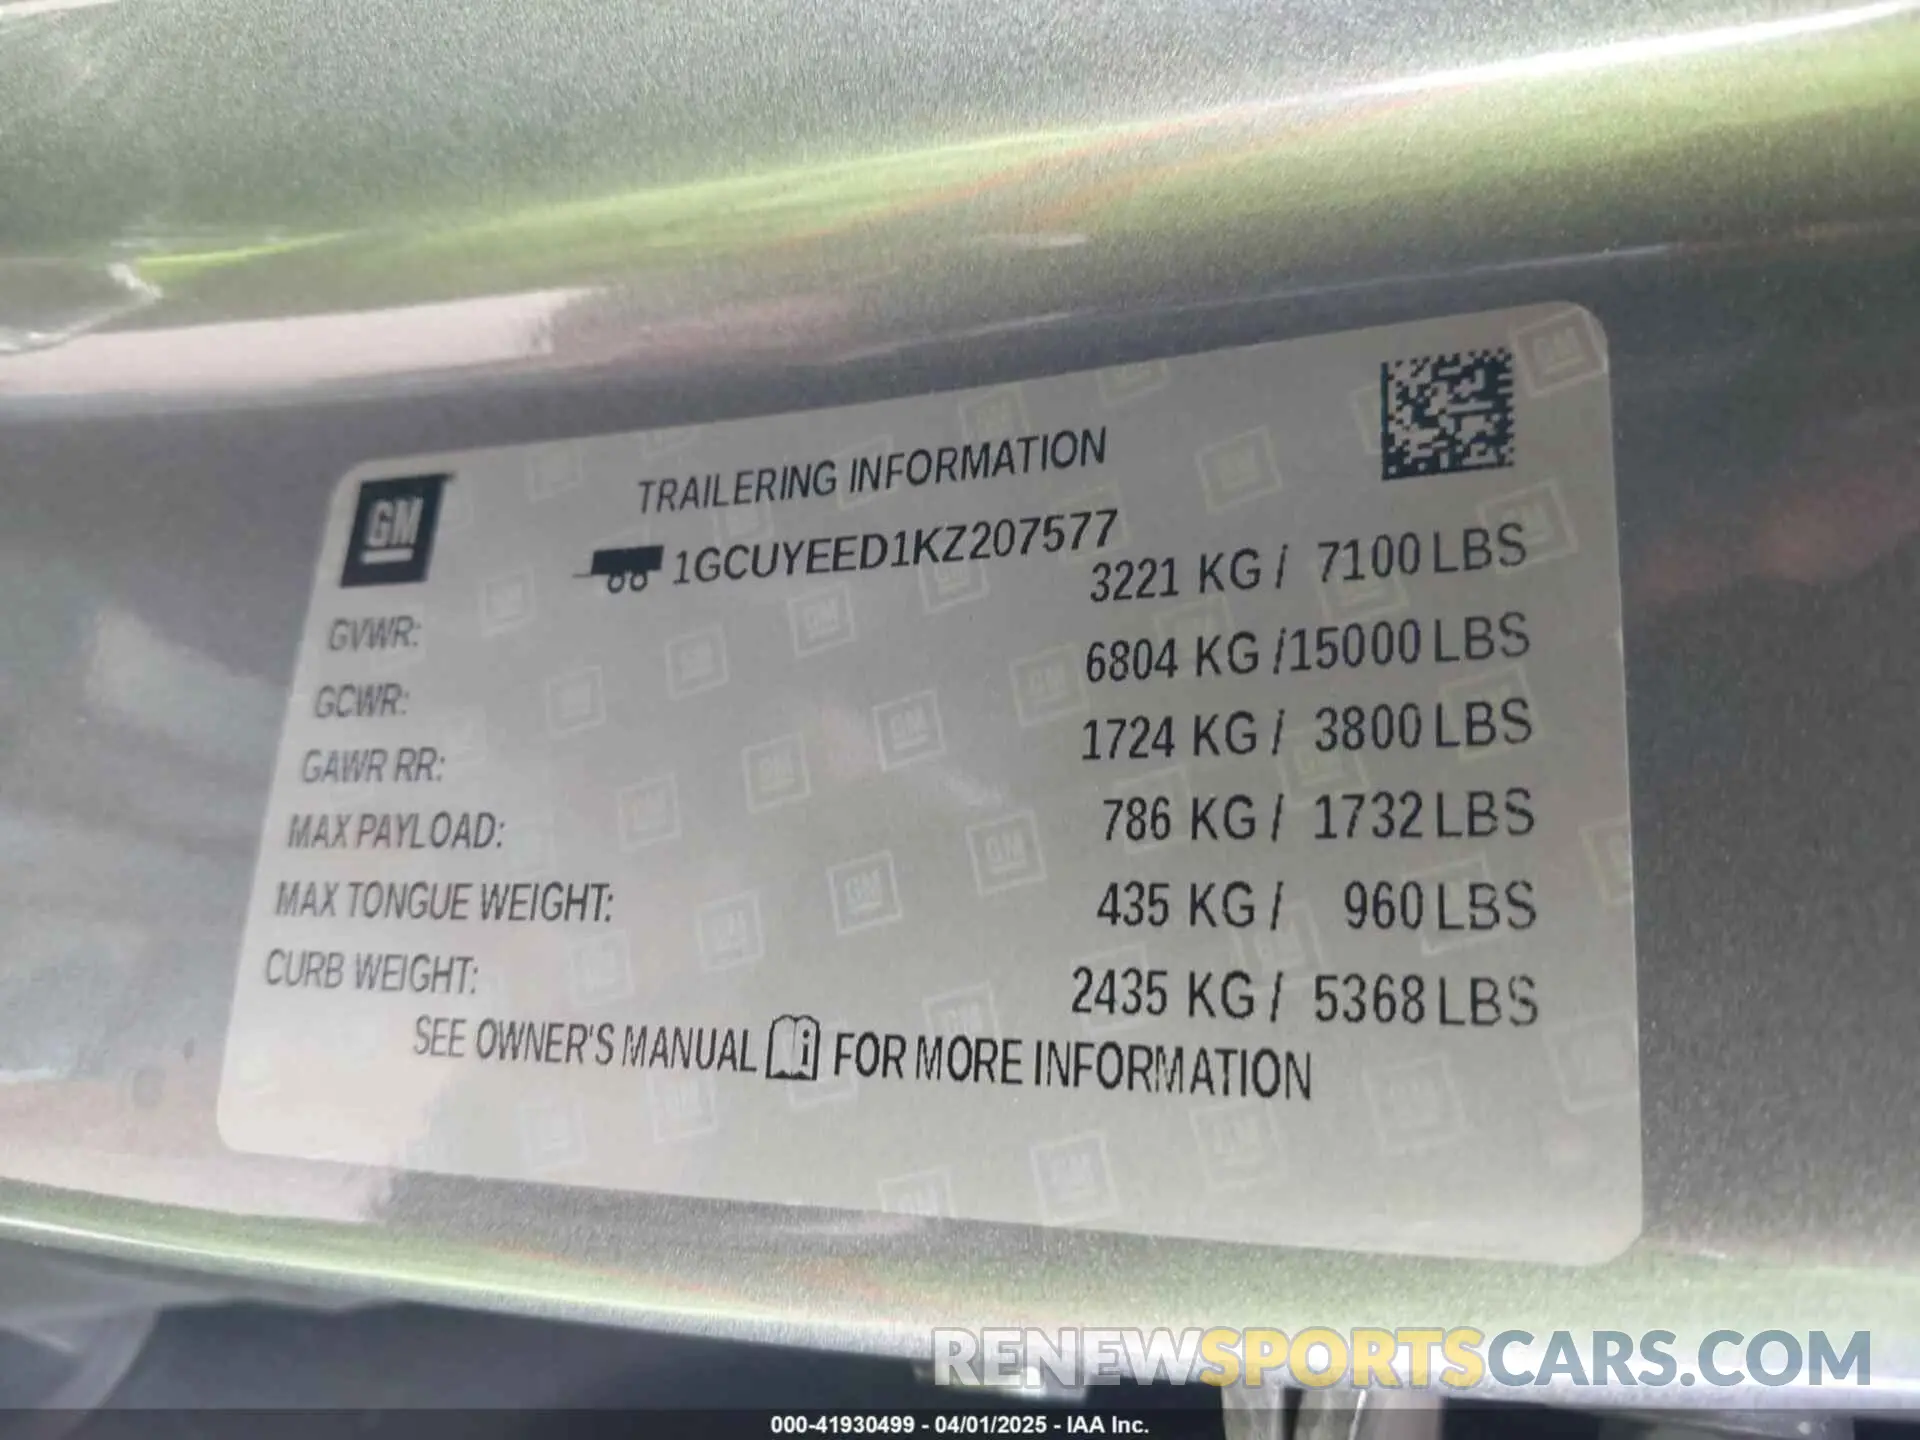 GM
TRAILERING INFORMATION
1GCUYEED1KZ207577
GVWR: 3221 KG / 7100 LBS
GCWR: 6804 KG /15000 LBS
GAWR RR: 1724 KG / 3800 LBS
MAX PAYLOAD: 786 KG / 1732 LBS
MAX TONGUE WEIGHT: 435 KG / 960 LBS
CURB WEIGHT: 2435 KG / 5368 LBS
SEE OWNER'S MANUAL i FOR MORE INFORMATION
RENEWSPORTSCARS.COM
000-41930499 - 04/01/2025 - IAA Inc.